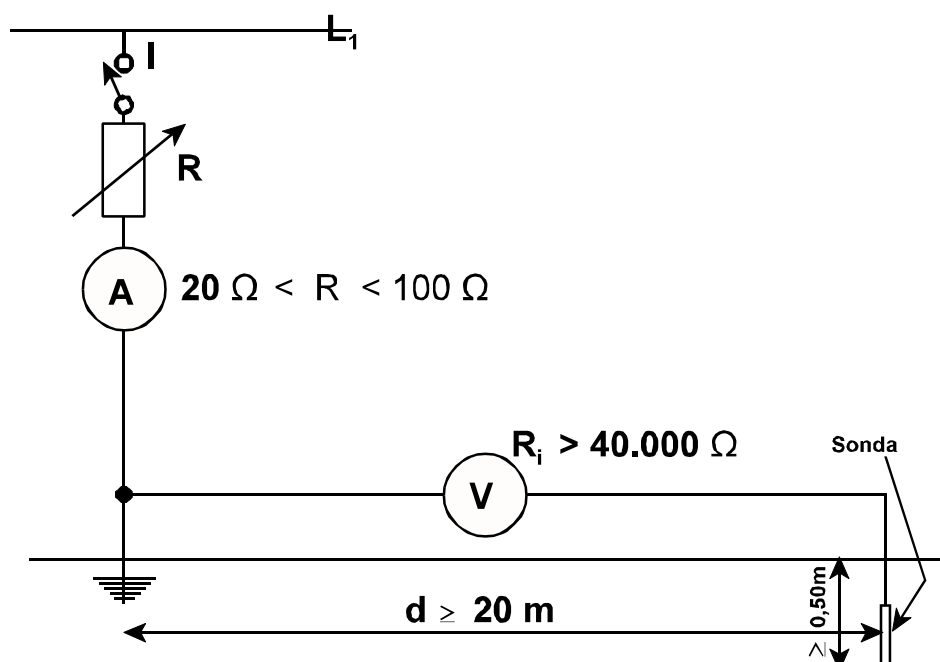 L1
I
R
A
20 Ω < R < 100 Ω
Ri > 40.000 Ω
Sonda
V
d ≥ 20 m
≥ 0,50m